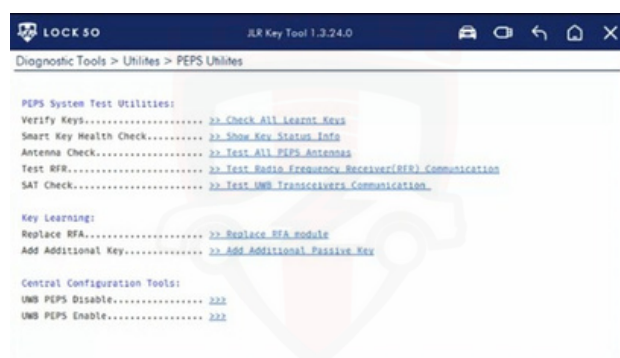 LOCK 50 JLR Key Tool 1.3.24.0
Diagnostic Tools > Utilites > PEPS Utilites
PEPS System Test Utilities:
Verify Keys..................... >> Check All Learnt Keys
Smart Key Health Check.......... >> Show Key Status Info
Antenna Check................... >> Test All PEPS Antennas
Test RFR........................ >> Test Radio Frequency Receiver(RFR) Communication
SAT Check....................... >> Test UWB Transceivers Communication
Key Learning:
Replace RFA..................... >> Replace RFA module
Add Additional Key.............. >> Add Additional Passive Key
Central Configuration Tools:
UWB PEPS Disable................ >>>
UWB PEPS Enable................. >>>